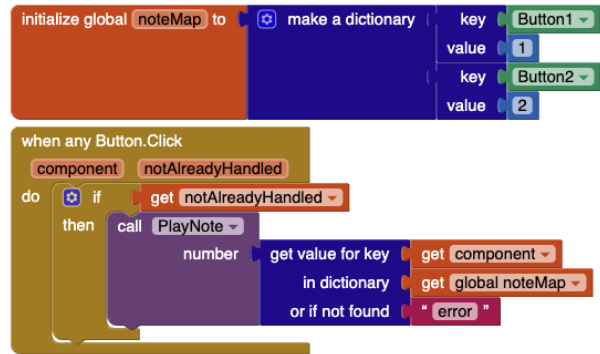 initialize global noteMap to make a dictionary key Button1
value 1
key Button2
value 2
when any Button.Click
component notAlreadyHandled
do if get notAlreadyHandled
then call PlayNote
number get value for key get component
in dictionary get global noteMap
or if not found " error "